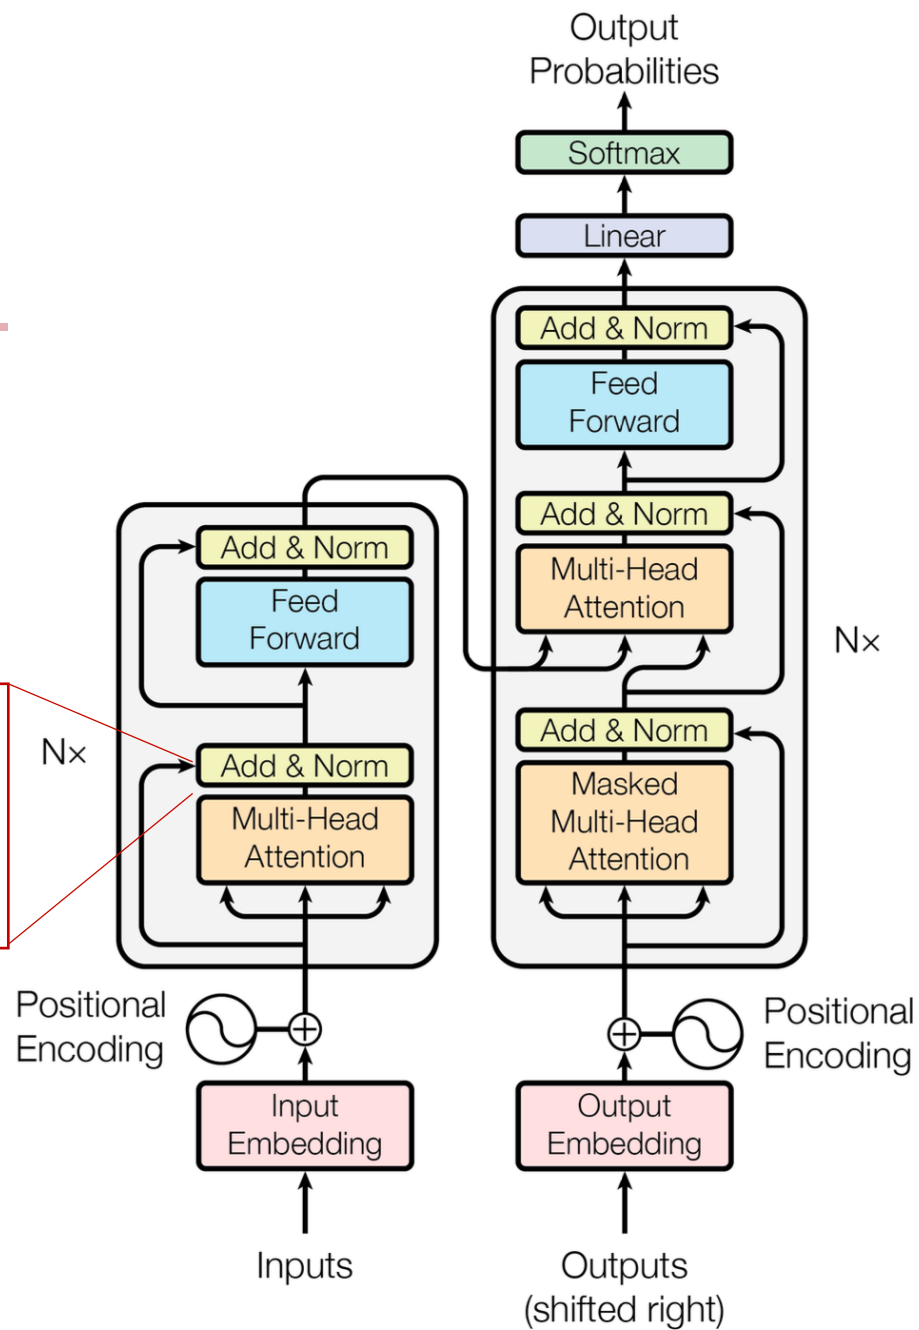 Output
Probabilities
Softmax
Linear
Add & Norm
Feed
Forward
Add & Norm
Multi-Head
Attention
Nx
Add & Norm
Masked
Multi-Head
Attention
Add & Norm
Feed
Forward
Nx
Add & Norm
Multi-Head
Attention
Positional
Encoding
Positional
Encoding
Input
Embedding
Output
Embedding
Inputs
Outputs
(shifted right)